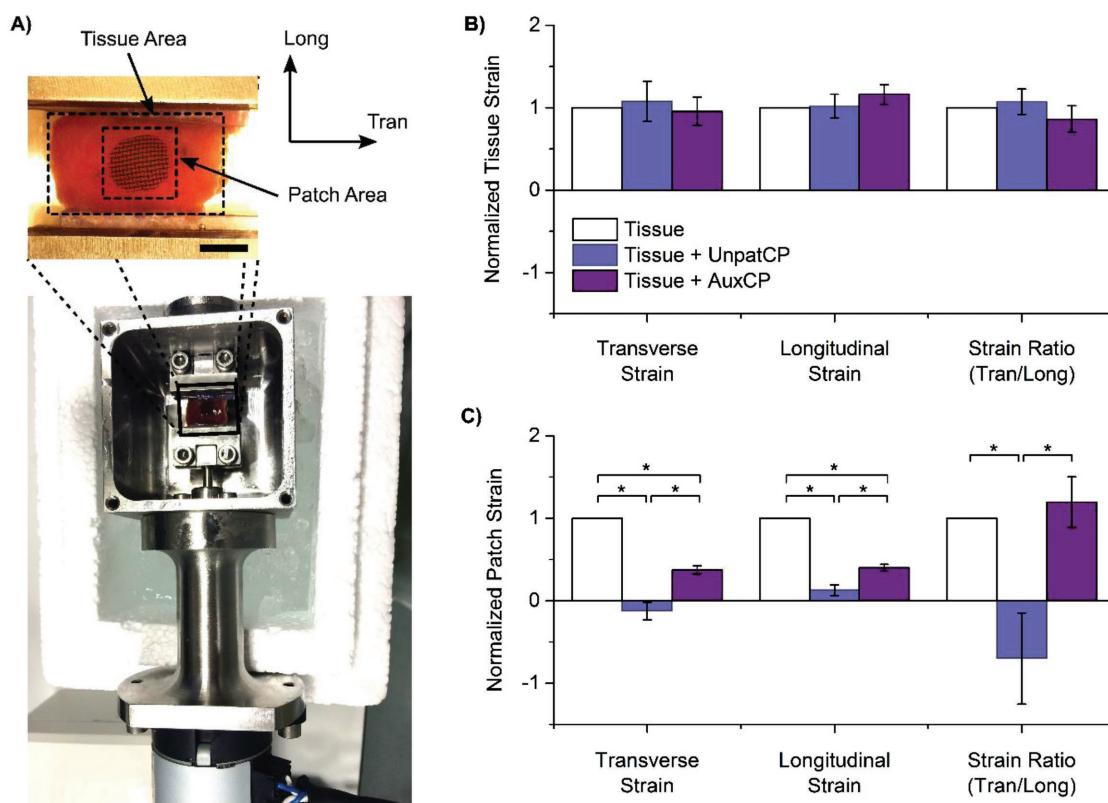 A)
Tissue Area
Long
Tran
Patch Area
B)
Normalized Tissue Strain
2
1
0
-1
Tissue
Tissue + UnpatCP
Tissue + AuxCP
Transverse
Strain
Longitudinal
Strain
Strain Ratio
(Tran/Long)
C)
Normalized Patch Strain
2
1
0
-1
*
*
*
*
*
*
*
*
Transverse
Strain
Longitudinal
Strain
Strain Ratio
(Tran/Long)